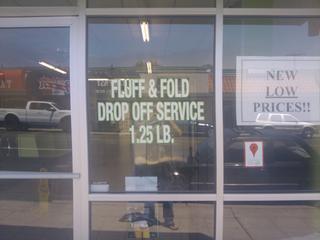 FLUFF & FOLD
DROP OFF SERVICE
1.25 LB.
NEW
LOW
PRICES!!